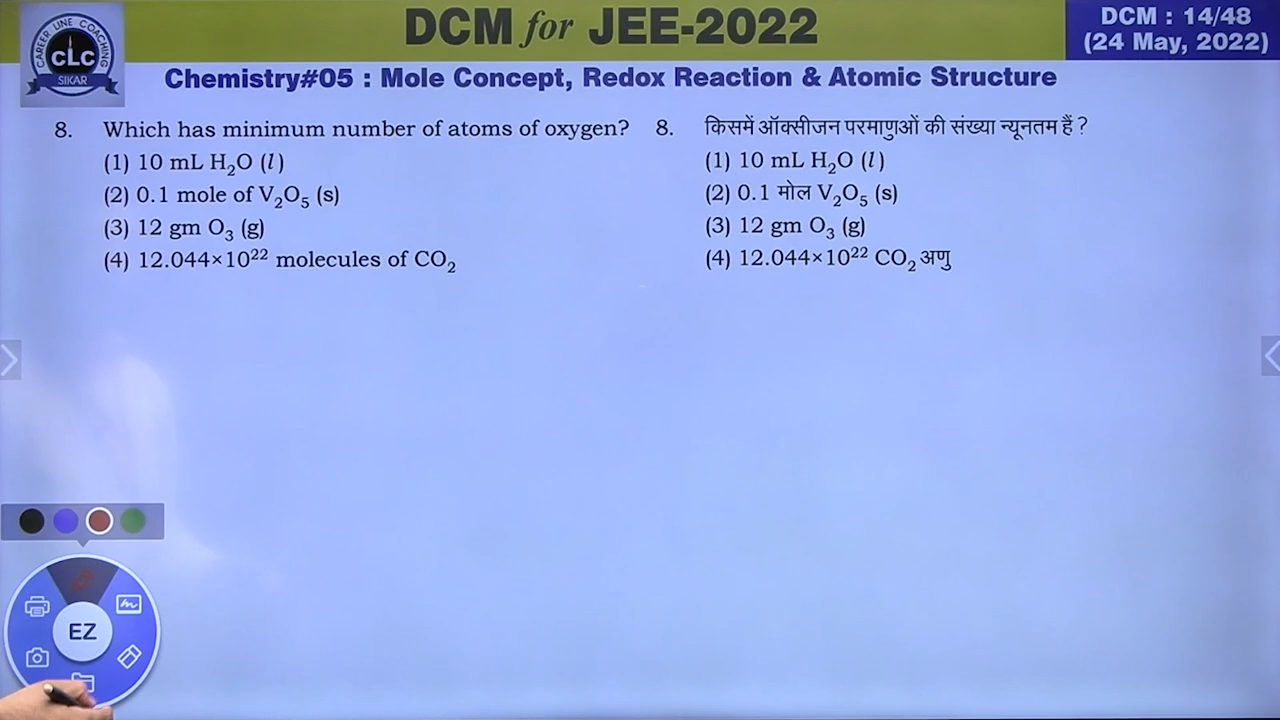 DCM for JEE-2022
DCM : 14/48
(24 May, 2022)
CAREER LINE COACHING
CLC
SIKAR
Chemistry#05 : Mole Concept, Redox Reaction & Atomic Structure
8. Which has minimum number of atoms of oxygen?
(1) 10 mL H₂O (l)
(2) 0.1 mole of V₂O₅ (s)
(3) 12 gm O₃ (g)
(4) 12.044×10²² molecules of CO₂
8. किसमें ऑक्सीजन परमाणुओं की संख्या न्यूनतम हैं ?
(1) 10 mL H₂O (l)
(2) 0.1 मोल V₂O₅ (s)
(3) 12 gm O₃ (g)
(4) 12.044×10²² CO₂ अणु
EZ